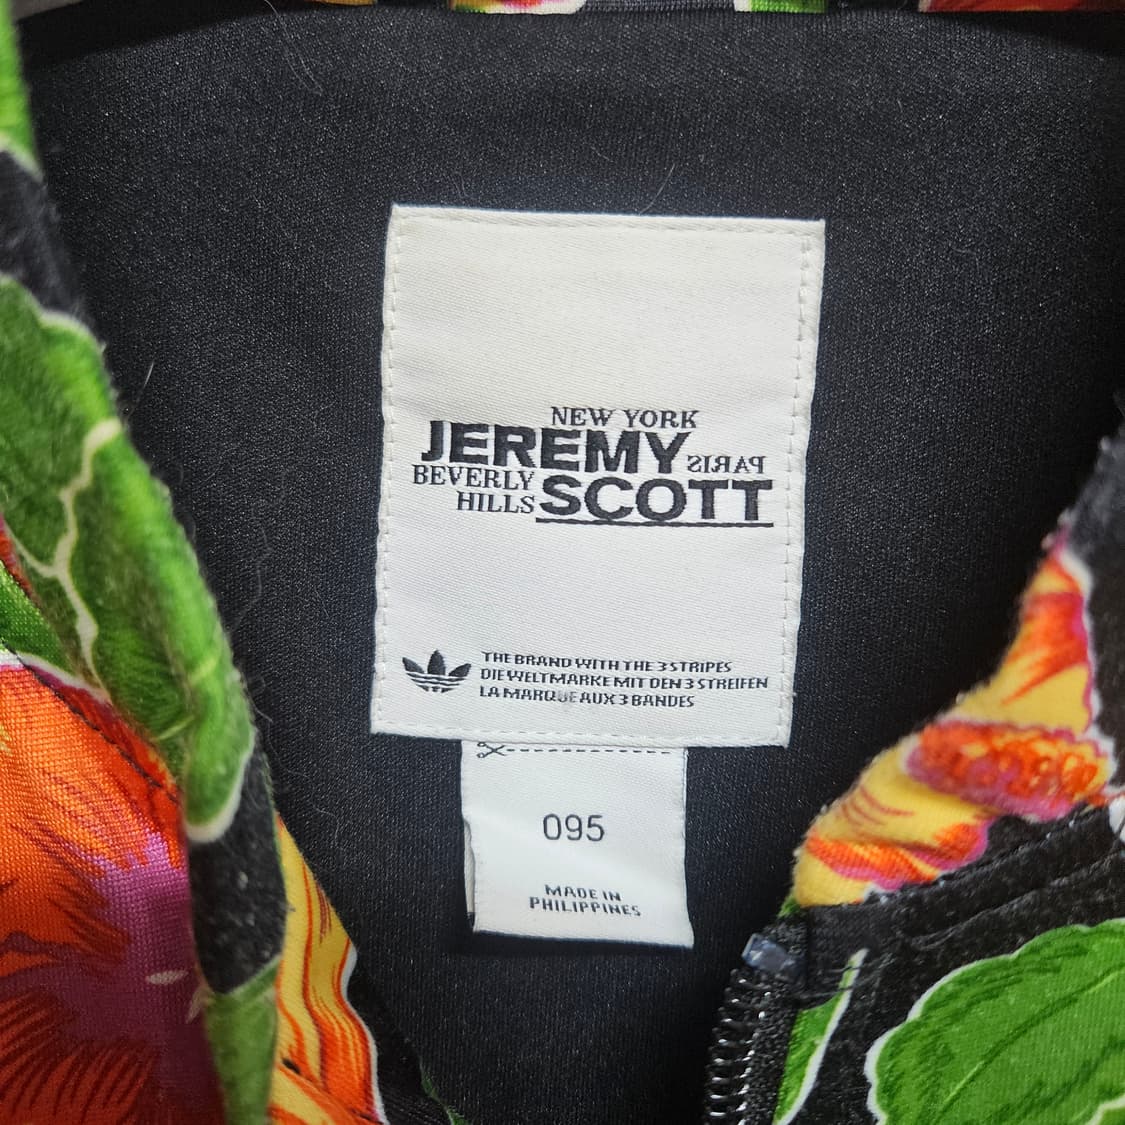 NEW YORK
JEREMY PARIS
BEVERLY
HILLS SCOTT
THE BRAND WITH THE 3 STRIPES
DIE WELTMARKE MIT DEN 3 STREIFEN
LA MARQUE AUX 3 BANDES
095
MADE IN
PHILIPPINES